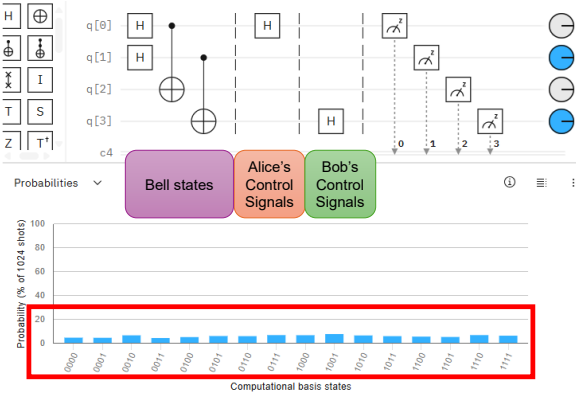 H
q[0] H H z
q[1] H z
I q[2] z
T S q[3] H z
Z T†
c4 0 1 2 3
Probabilities
Bell states
Alice's
Control
Signals
Bob's
Control
Signals
Probability (% of 1024 shots)
100
80
60
40
20
0
0000
0001
0010
0011
0100
0101
0110
0111
1000
1001
1010
1011
1100
1101
1110
1111
Computational basis states